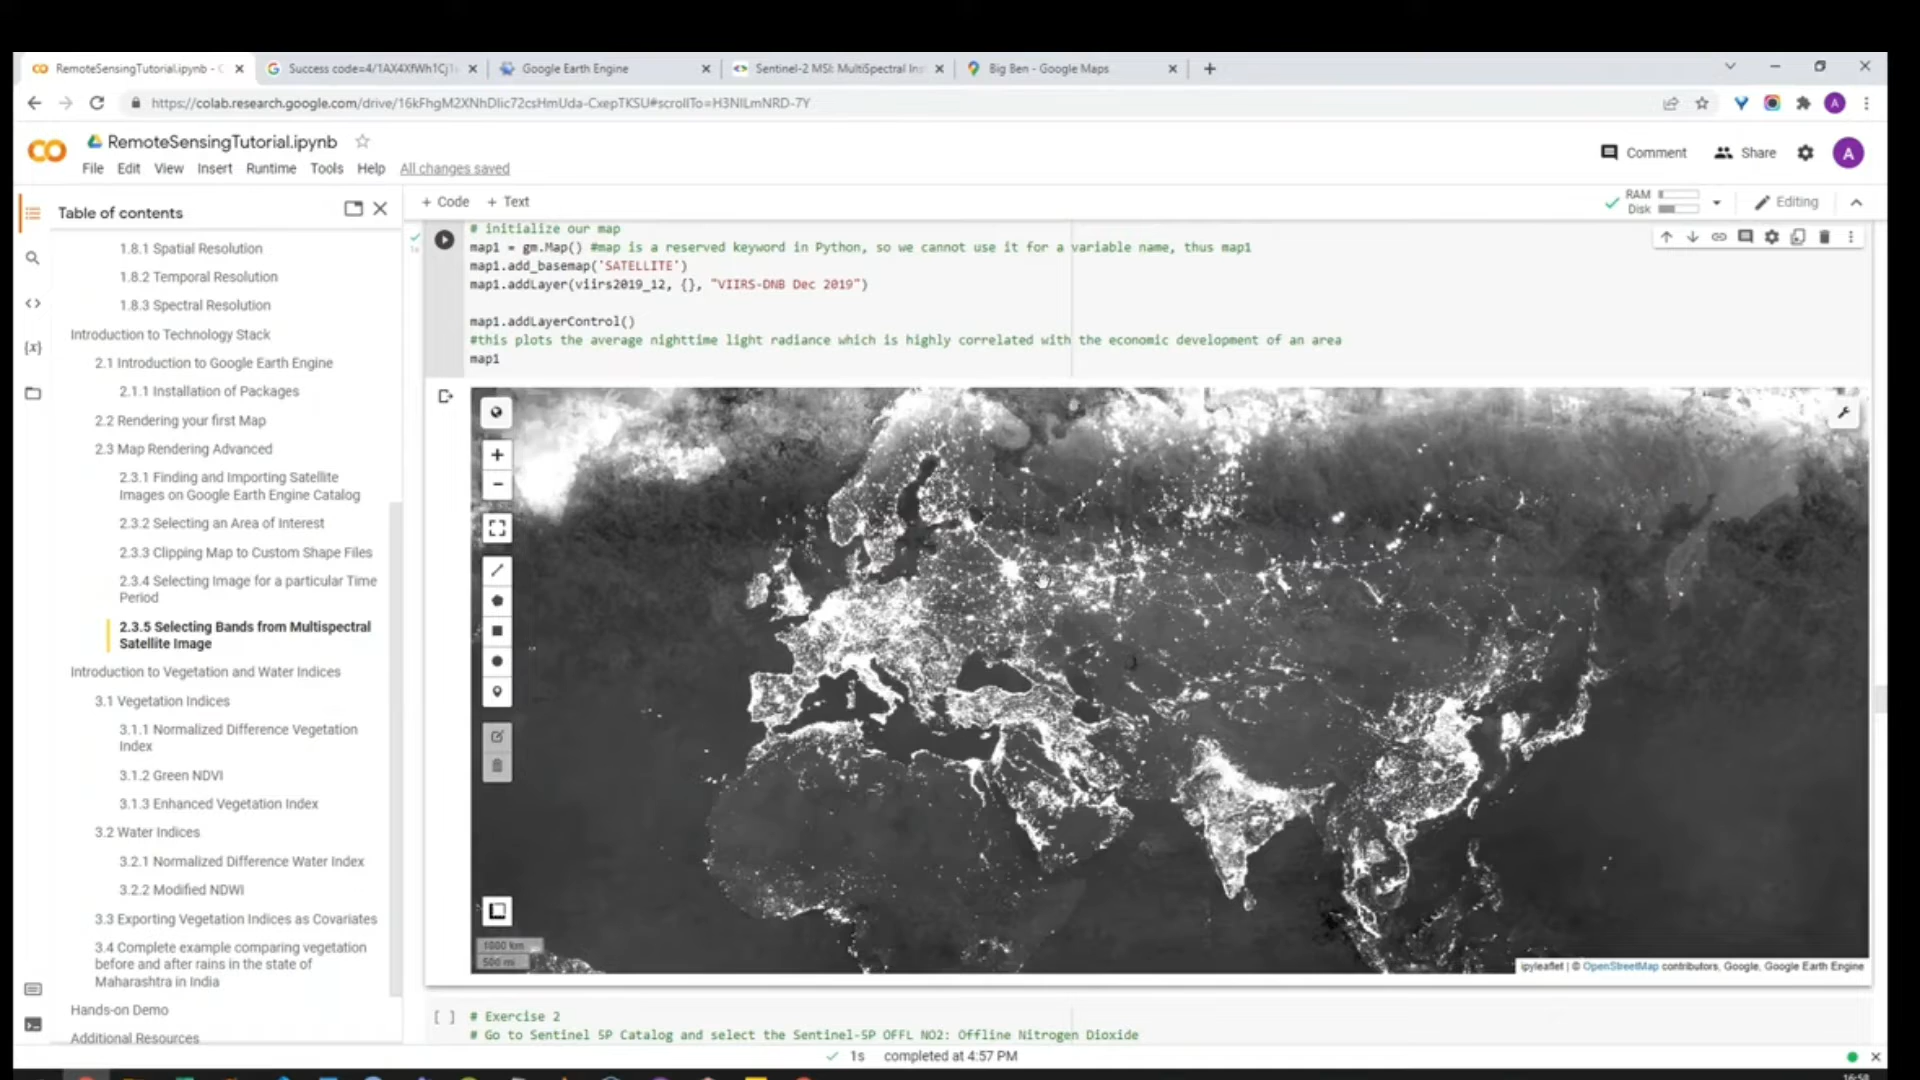 RemoteSensingTutorial.ipynb - C
Success code=4/1AX4XfWh1Cj1
Google Earth Engine
Sentinel-2 MSI: MultiSpectral Ins
Big Ben - Google Maps
https://colab.research.google.com/drive/16kFhgM2XNhDlic72csHmUda-CxepTKSU#scrollTo=H3NILmNRD-7Y
A
RemoteSensingTutorial.ipynb
File Edit View Insert Runtime Tools Help All changes saved
Comment Share A
Table of contents
+ Code + Text
RAM
Disk
Editing
1.8.1 Spatial Resolution
1.8.2 Temporal Resolution
1.8.3 Spectral Resolution
Introduction to Technology Stack
2.1 Introduction to Google Earth Engine
2.1.1 Installation of Packages
2.2 Rendering your first Map
2.3 Map Rendering Advanced
2.3.1 Finding and Importing Satellite
Images on Google Earth Engine Catalog
2.3.2 Selecting an Area of Interest
2.3.3 Clipping Map to Custom Shape Files
2.3.4 Selecting Image for a particular Time
Period
2.3.5 Selecting Bands from Multispectral
Satellite Image
Introduction to Vegetation and Water Indices
3.1 Vegetation Indices
3.1.1 Normalized Difference Vegetation
Index
3.1.2 Green NDVI
3.1.3 Enhanced Vegetation Index
3.2 Water Indices
3.2.1 Normalized Difference Water Index
3.2.2 Modified NDWI
3.3 Exporting Vegetation Indices as Covariates
3.4 Complete example comparing vegetation
before and after rains in the state of
Maharashtra in India
Hands-on Demo
Additional Resources
1s
# initialize our map
map1 = gm.Map() #map is a reserved keyword in Python, so we cannot use it for a variable name, thus map1
map1.add_basemap('SATELLITE')
map1.addLayer(viirs2019_12, {}, "VIIRS-DNB Dec 2019")
map1.addLayerControl()
#this plots the average nighttime light radiance which is highly correlated with the economic development of an area
map1
+
−
1000 km
500 mi
ipyleaflet | © OpenStreetMap contributors, Google, Google Earth Engine
[ ] # Exercise 2
# Go to Sentinel 5P Catalog and select the Sentinel-5P OFFL NO2: Offline Nitrogen Dioxide
1s completed at 4:57 PM